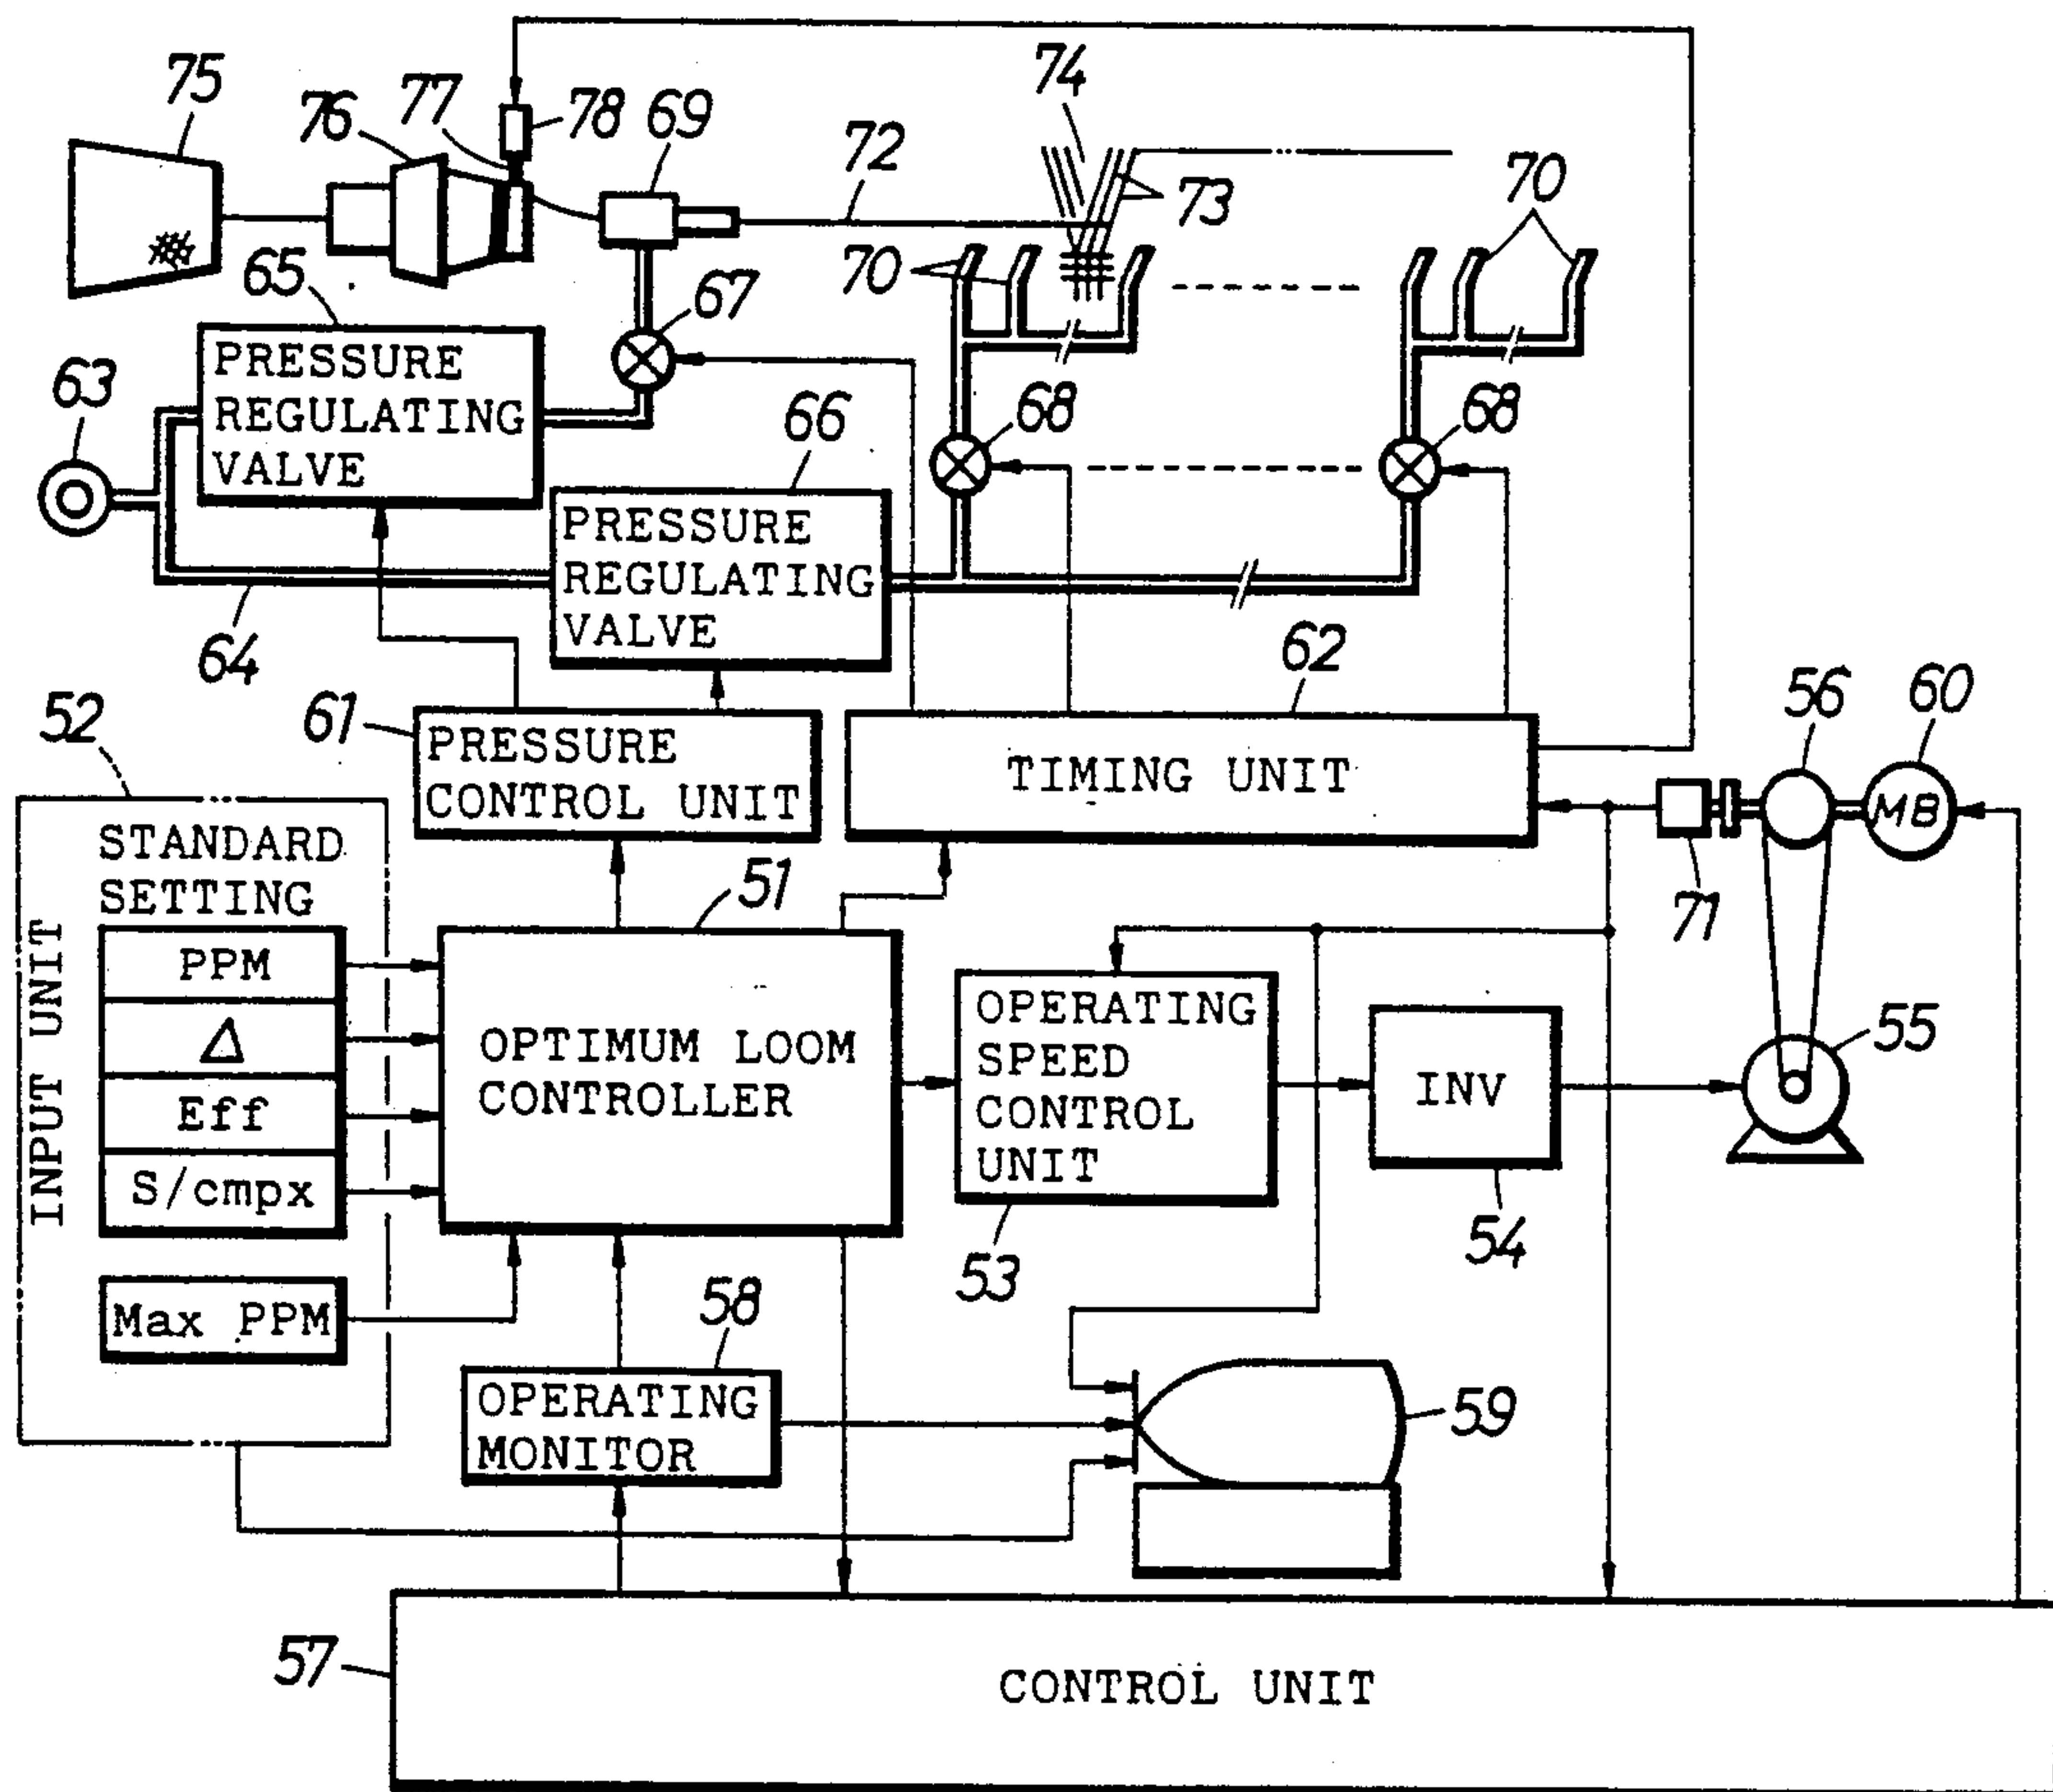 75
76
77
78
69
72
74
73
70
70
65
67
63
PRESSURE
REGULATING
VALVE
66
68
68
PRESSURE
REGULATING
VALVE
64
62
56
60
52
61
PRESSURE
CONTROL UNIT
TIMING UNIT
MB
71
STANDARD
SETTING
51
INPUT UNIT
PPM
Δ
Eff
S/cmpx
Max PPM
OPTIMUM LOOM
CONTROLLER
OPERATING
SPEED
CONTROL
UNIT
53
INV
54
55
58
OPERATING
MONITOR
59
57
CONTROL UNIT